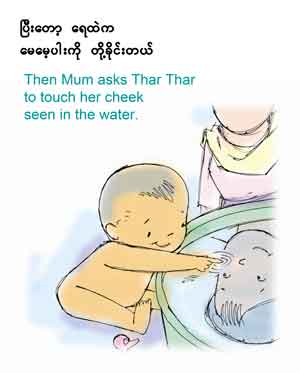 ပြီးတော့ ရေထဲက
မေမေ့ပါးကို တို့ခိုင်းတယ်
Then Mum asks Thar Thar
to touch her cheek
seen in the water.